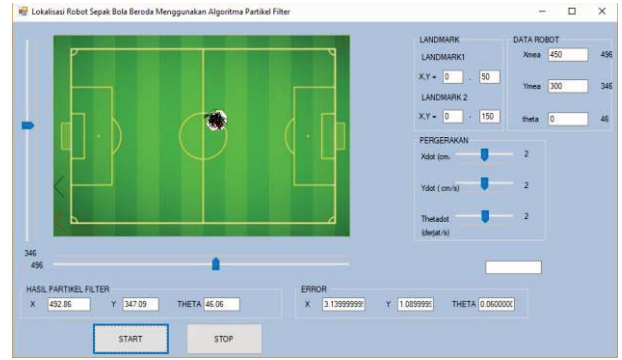 Lokalisasi Robot Sepak Bola Beroda Menggunakan Algoritma Partikel Filter
LANDMARK
LANDMARK1
X,Y = 0 . 50
LANDMARK 2
X,Y = 0 . 150
DATA ROBOT
Xmea 450 496
Ymea 300 346
theta 0 46
PERGERAKAN
Xdot (cm. 2
Ydot ( cm/s) 2
Thetadot 2
(derjat/s)
346
496
HASIL PARTIKEL FILTER
X 492.86 Y 347.09 THETA 46.06
ERROR
X 3.13999999 Y 1.0899999 THETA 0.060000
START STOP